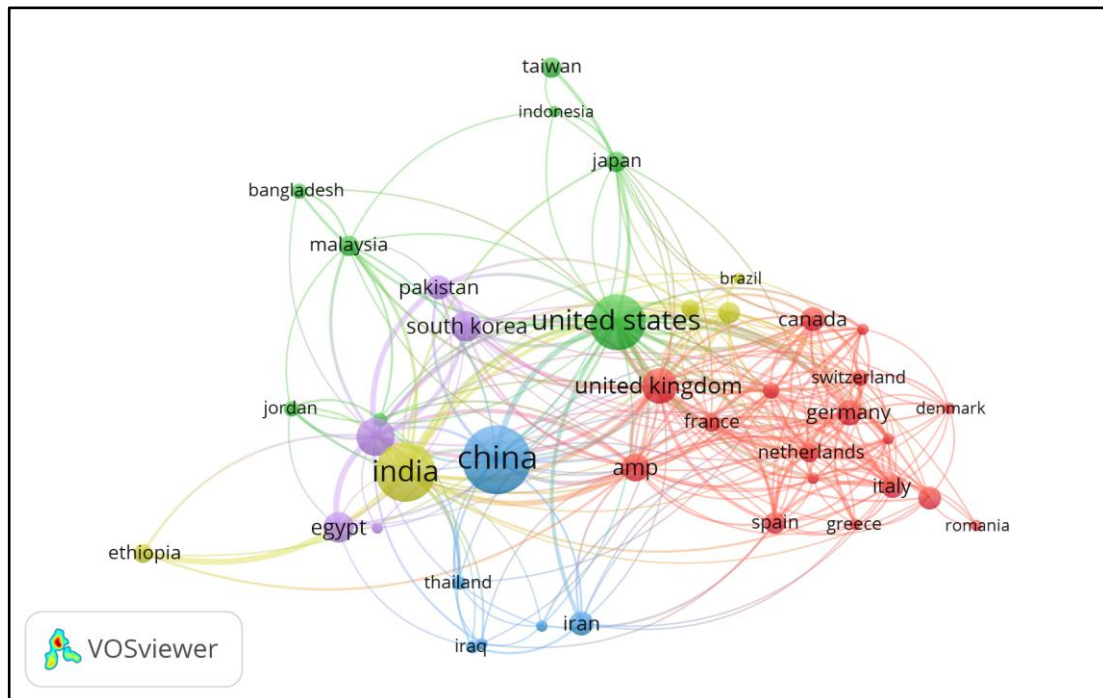 taiwan
indonesia
japan
bangladesh
malaysia
brazil
pakistan
south korea
united states
canada
united kingdom
switzerland
jordan
france
germany
denmark
india
china
amp
netherlands
italy
egypt
spain
greece
romania
ethiopia
thailand
iran
iraq
VOSviewer